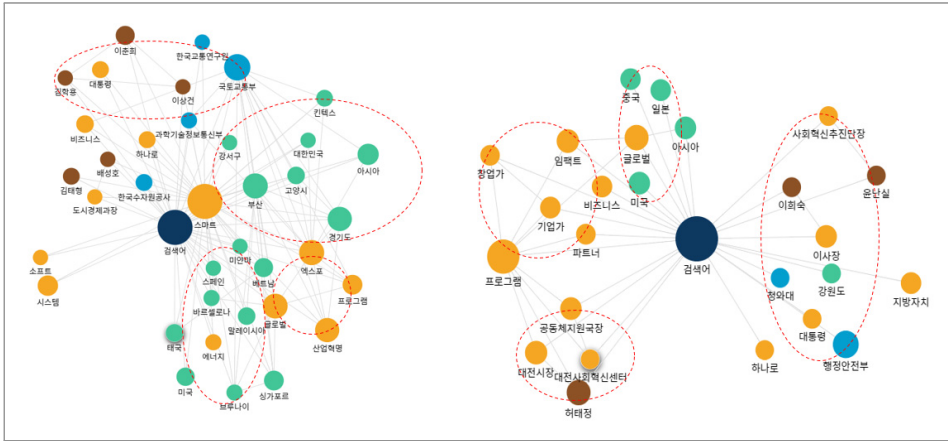 이춘희
한국교통연구원
김학용
대통령
국토교통부
이상건
킨텍스
비즈니스
하나로
과학기술정보통신부
강서구
대한민국
배성호
아시아
김태형
한국수자원공사
고양시
도시경제과장
부산
스마트
경기도
검색어
미얀마
엑스포
소프트
스페인
베트남
시스템
프로그램
바르셀로나
글로벌
말레이시아
산업혁명
태국
에너지
미국
싱가포르
브루나이
중국
일본
사회혁신추진단장
임팩트
글로벌
아시아
창업가
윤난실
미국
비즈니스
이희숙
기업가
파트너
이사장
검색어
프로그램
청와대
강원도
지방자치
공동체지원국장
대통령
대전시장
대전사회혁신센터
하나로
행정안전부
허태정